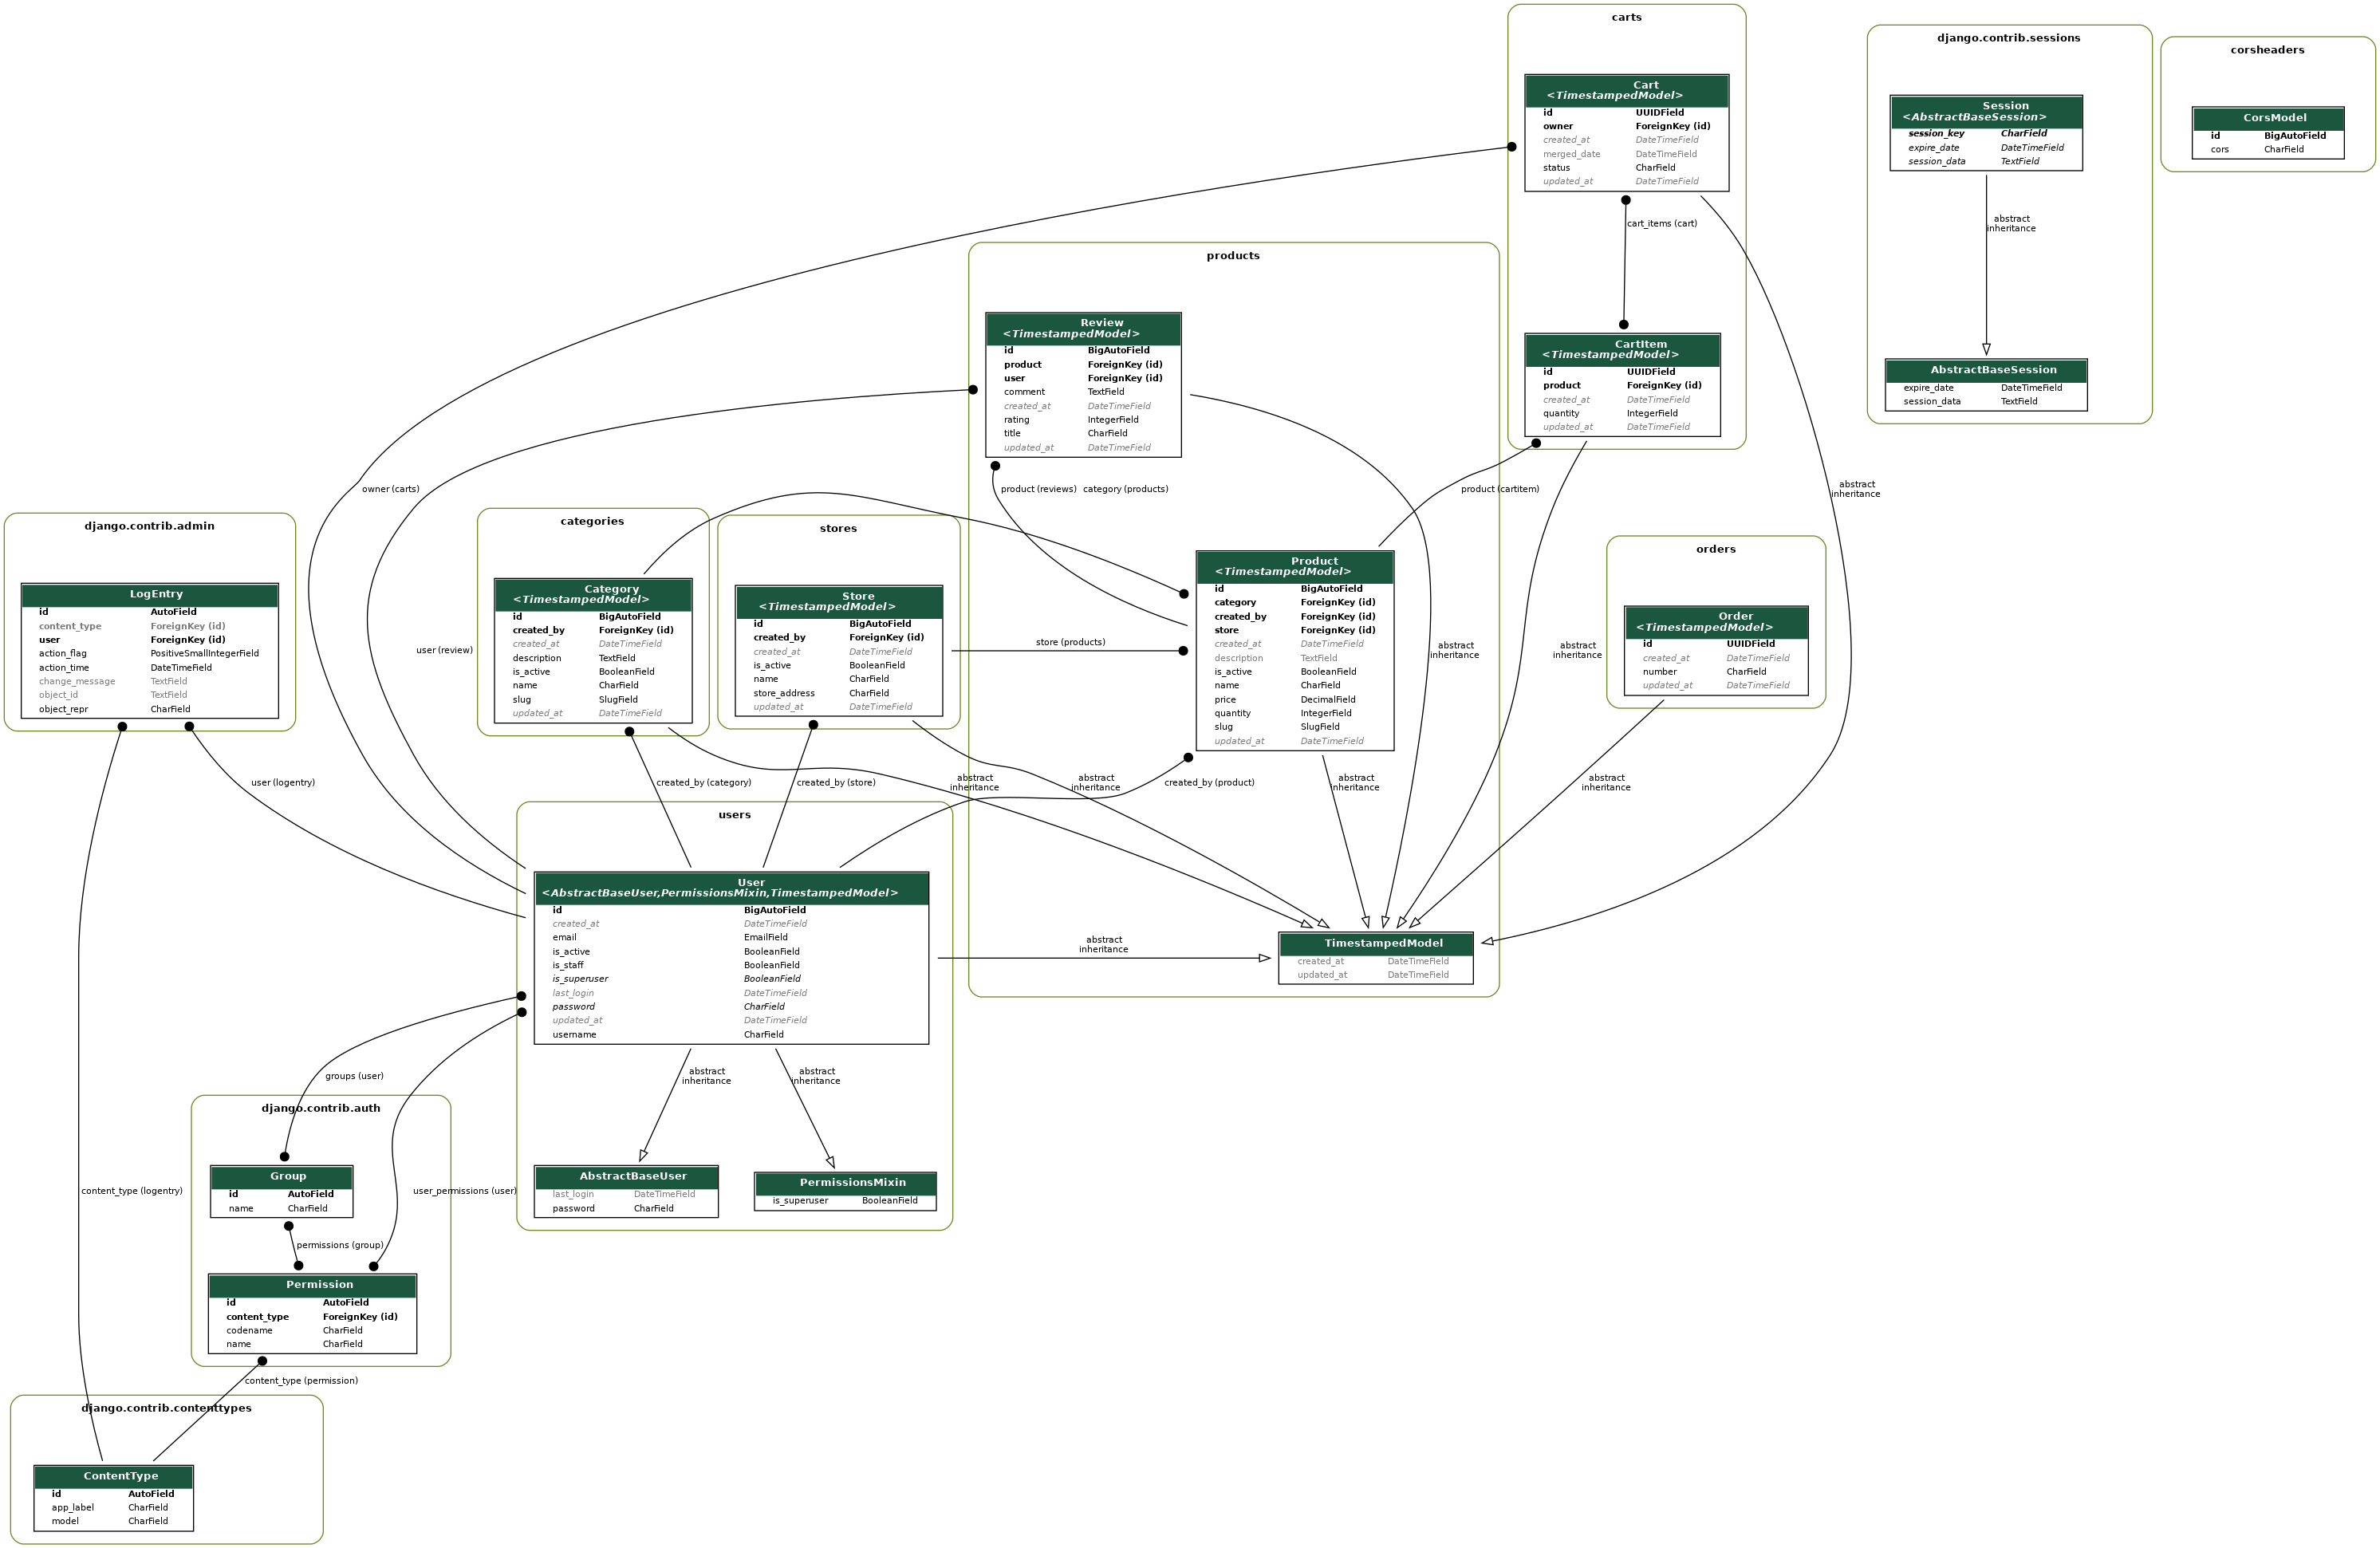 carts
Cart
<TimestampedModel>
id UUIDField
owner ForeignKey (id)
created_at DateTimeField
merged_date DateTimeField
status CharField
updated_at DateTimeField
cart_items (cart)
CartItem
<TimestampedModel>
id UUIDField
product ForeignKey (id)
created_at DateTimeField
quantity IntegerField
updated_at DateTimeField
django.contrib.sessions
Session
<AbstractBaseSession>
session_key CharField
expire_date DateTimeField
session_data TextField
abstract
inheritance
AbstractBaseSession
expire_date DateTimeField
session_data TextField
corsheaders
CorsModel
id BigAutoField
cors CharField
products
Review
<TimestampedModel>
id BigAutoField
product ForeignKey (id)
user ForeignKey (id)
comment TextField
created_at DateTimeField
rating IntegerField
title CharField
updated_at DateTimeField
owner (carts)
product (reviews)
category (products)
product (cartitem)
abstract
inheritance
django.contrib.admin
LogEntry
id AutoField
content_type ForeignKey (id)
user ForeignKey (id)
action_flag PositiveSmallIntegerField
action_time DateTimeField
change_message TextField
object_id TextField
object_repr CharField
user (review)
categories
Category
<TimestampedModel>
id BigAutoField
created_by ForeignKey (id)
created_at DateTimeField
description TextField
is_active BooleanField
name CharField
slug SlugField
updated_at DateTimeField
stores
Store
<TimestampedModel>
id BigAutoField
created_by ForeignKey (id)
created_at DateTimeField
is_active BooleanField
name CharField
store_address CharField
updated_at DateTimeField
store (products)
Product
<TimestampedModel>
id BigAutoField
category ForeignKey (id)
created_by ForeignKey (id)
store ForeignKey (id)
created_at DateTimeField
description TextField
is_active BooleanField
name CharField
price DecimalField
quantity IntegerField
slug SlugField
updated_at DateTimeField
abstract
inheritance
abstract
inheritance
orders
Order
<TimestampedModel>
id UUIDField
created_at DateTimeField
number CharField
updated_at DateTimeField
user (logentry)
created_by (category)
created_by (store)
abstract
inheritance
abstract
inheritance
created_by (product)
abstract
inheritance
abstract
inheritance
users
User
<AbstractBaseUser,PermissionsMixin,TimestampedModel>
id BigAutoField
created_at DateTimeField
email EmailField
is_active BooleanField
is_staff BooleanField
is_superuser BooleanField
last_login DateTimeField
password CharField
updated_at DateTimeField
username CharField
abstract
inheritance
TimestampedModel
created_at DateTimeField
updated_at DateTimeField
groups (user)
abstract
inheritance
abstract
inheritance
django.contrib.auth
Group
id AutoField
name CharField
content_type (logentry)
user_permissions (user)
AbstractBaseUser
last_login DateTimeField
password CharField
PermissionsMixin
is_superuser BooleanField
permissions (group)
Permission
id AutoField
content_type ForeignKey (id)
codename CharField
name CharField
content_type (permission)
django.contrib.contenttypes
ContentType
id AutoField
app_label CharField
model CharField